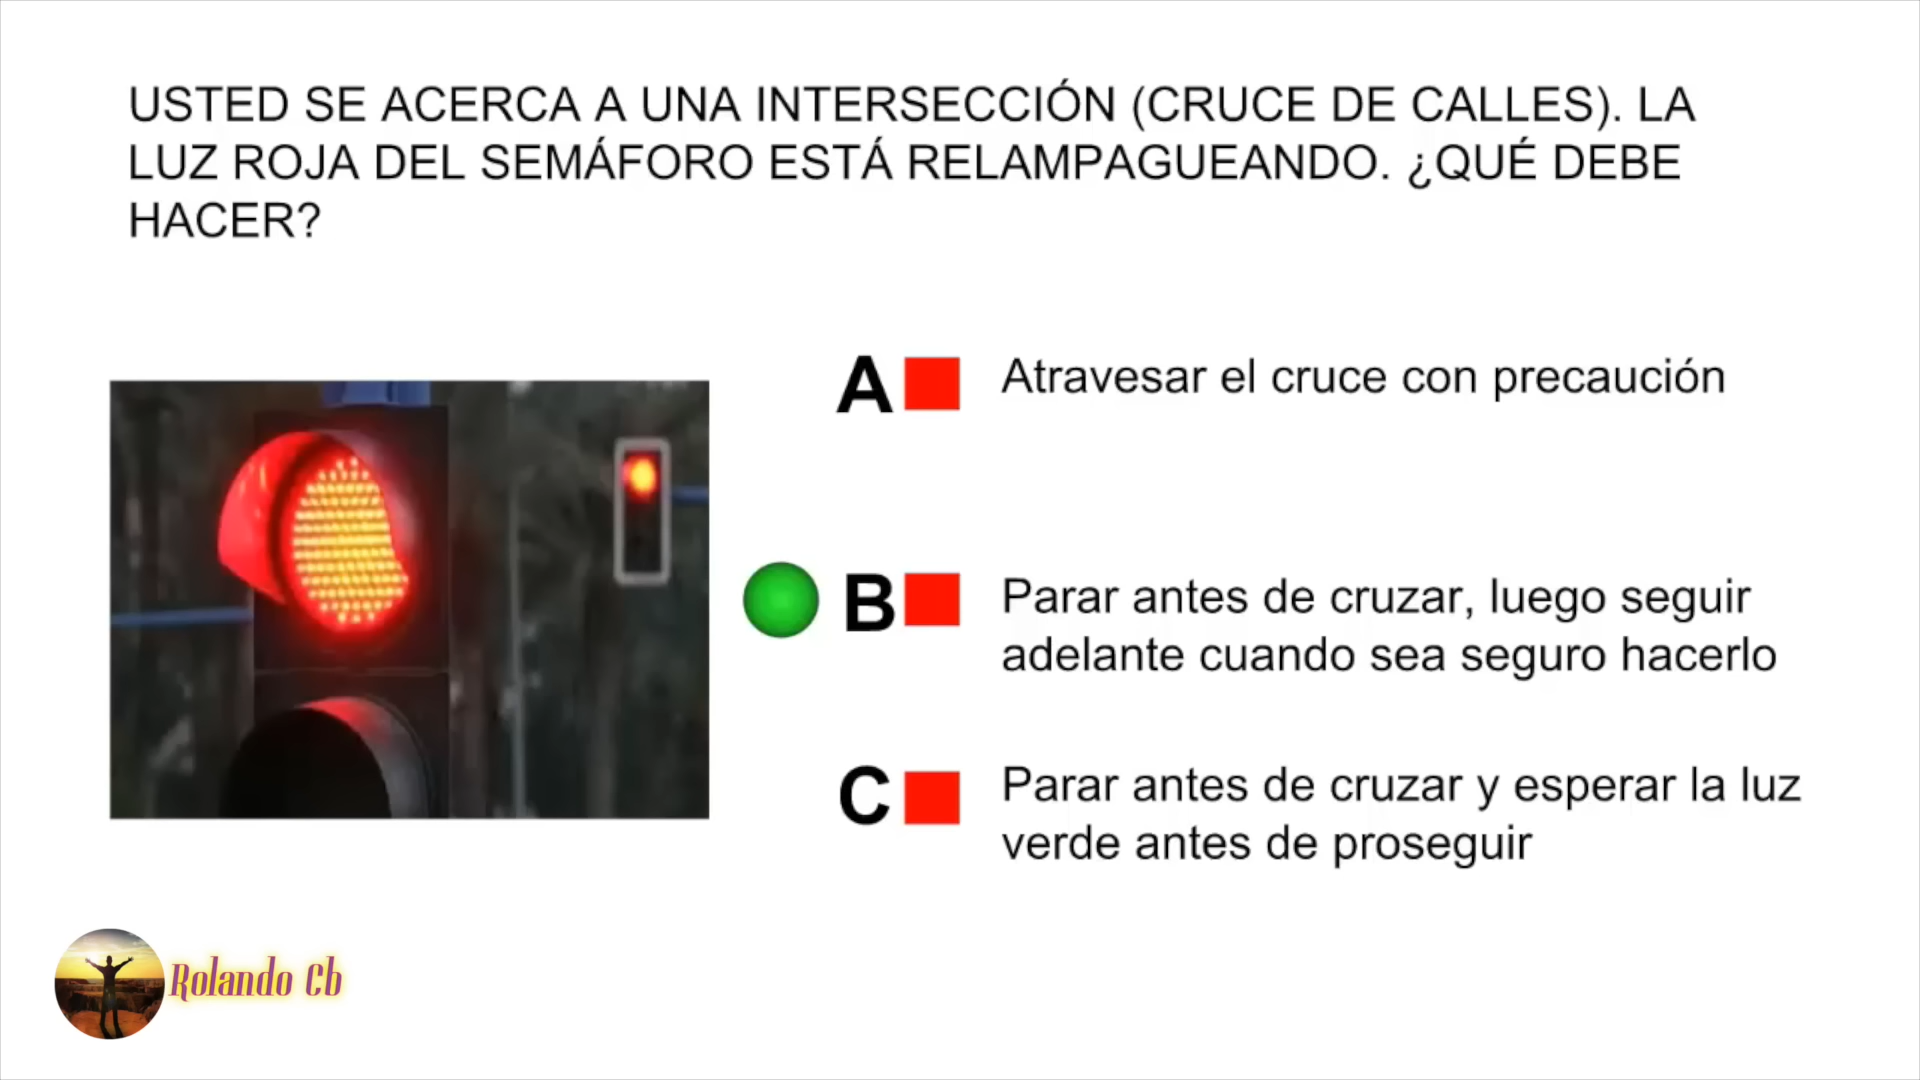 USTED SE ACERCA A UNA INTERSECCIÓN (CRUCE DE CALLES). LA
LUZ ROJA DEL SEMÁFORO ESTÁ RELAMPAGUEANDO. ¿QUÉ DEBE
HACER?
A Atravesar el cruce con precaución
B Parar antes de cruzar, luego seguir
adelante cuando sea seguro hacerlo
C Parar antes de cruzar y esperar la luz
verde antes de proseguir
Rolando Cb